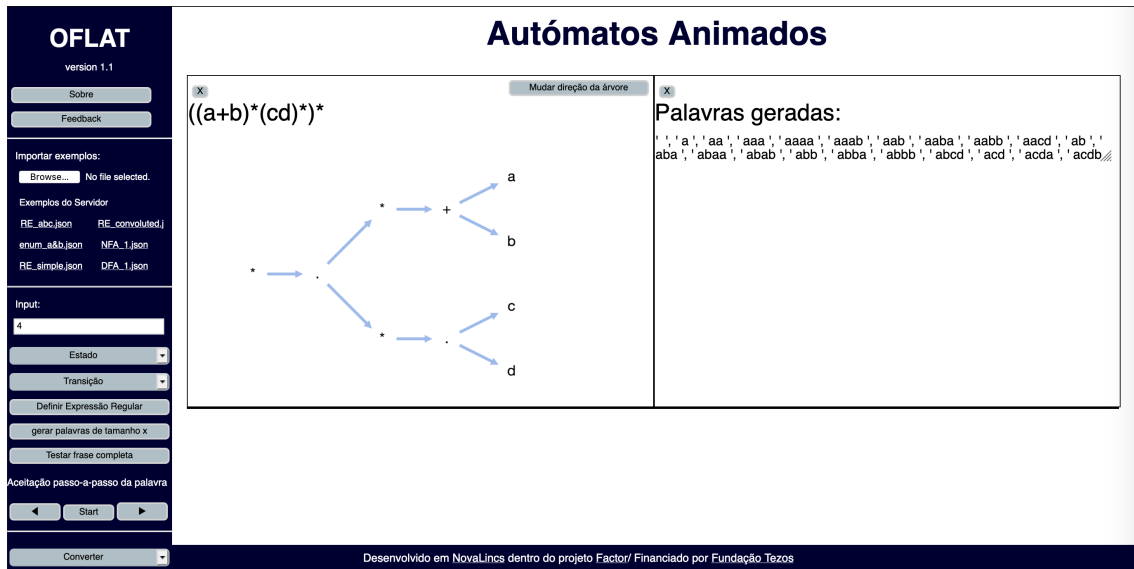 OFLAT
version 1.1
Sobre
Feedback
Importar exemplos:
Browse... No file selected.
Exemplos do Servidor
RE_abc.json RE_convoluted.j
enum_a&b.json NFA_1.json
RE_simple.json DFA_1.json
Input:
4
Estado
Transição
Definir Expressão Regular
gerar palavras de tamanho x
Testar frase completa
Aceitação passo-a-passo da palavra
Start
Converter
Autómatos Animados
X
Mudar direção da árvore
((a+b)*(cd)*)*
a
* +
b
* .
c
* .
d
X
Palavras geradas:
' ', ' a ', ' aa ', ' aaa ', ' aaaa ', ' aaab ', ' aab ', ' aaba ', ' aabb ', ' aacd ', ' ab ', '
aba ', ' abaa ', ' abab ', ' abb ', ' abba ', ' abbb ', ' abcd ', ' acd ', ' acda ', ' acdb
Desenvolvido em NovaLincs dentro do projeto Factor/ Financiado por Fundação Tezos